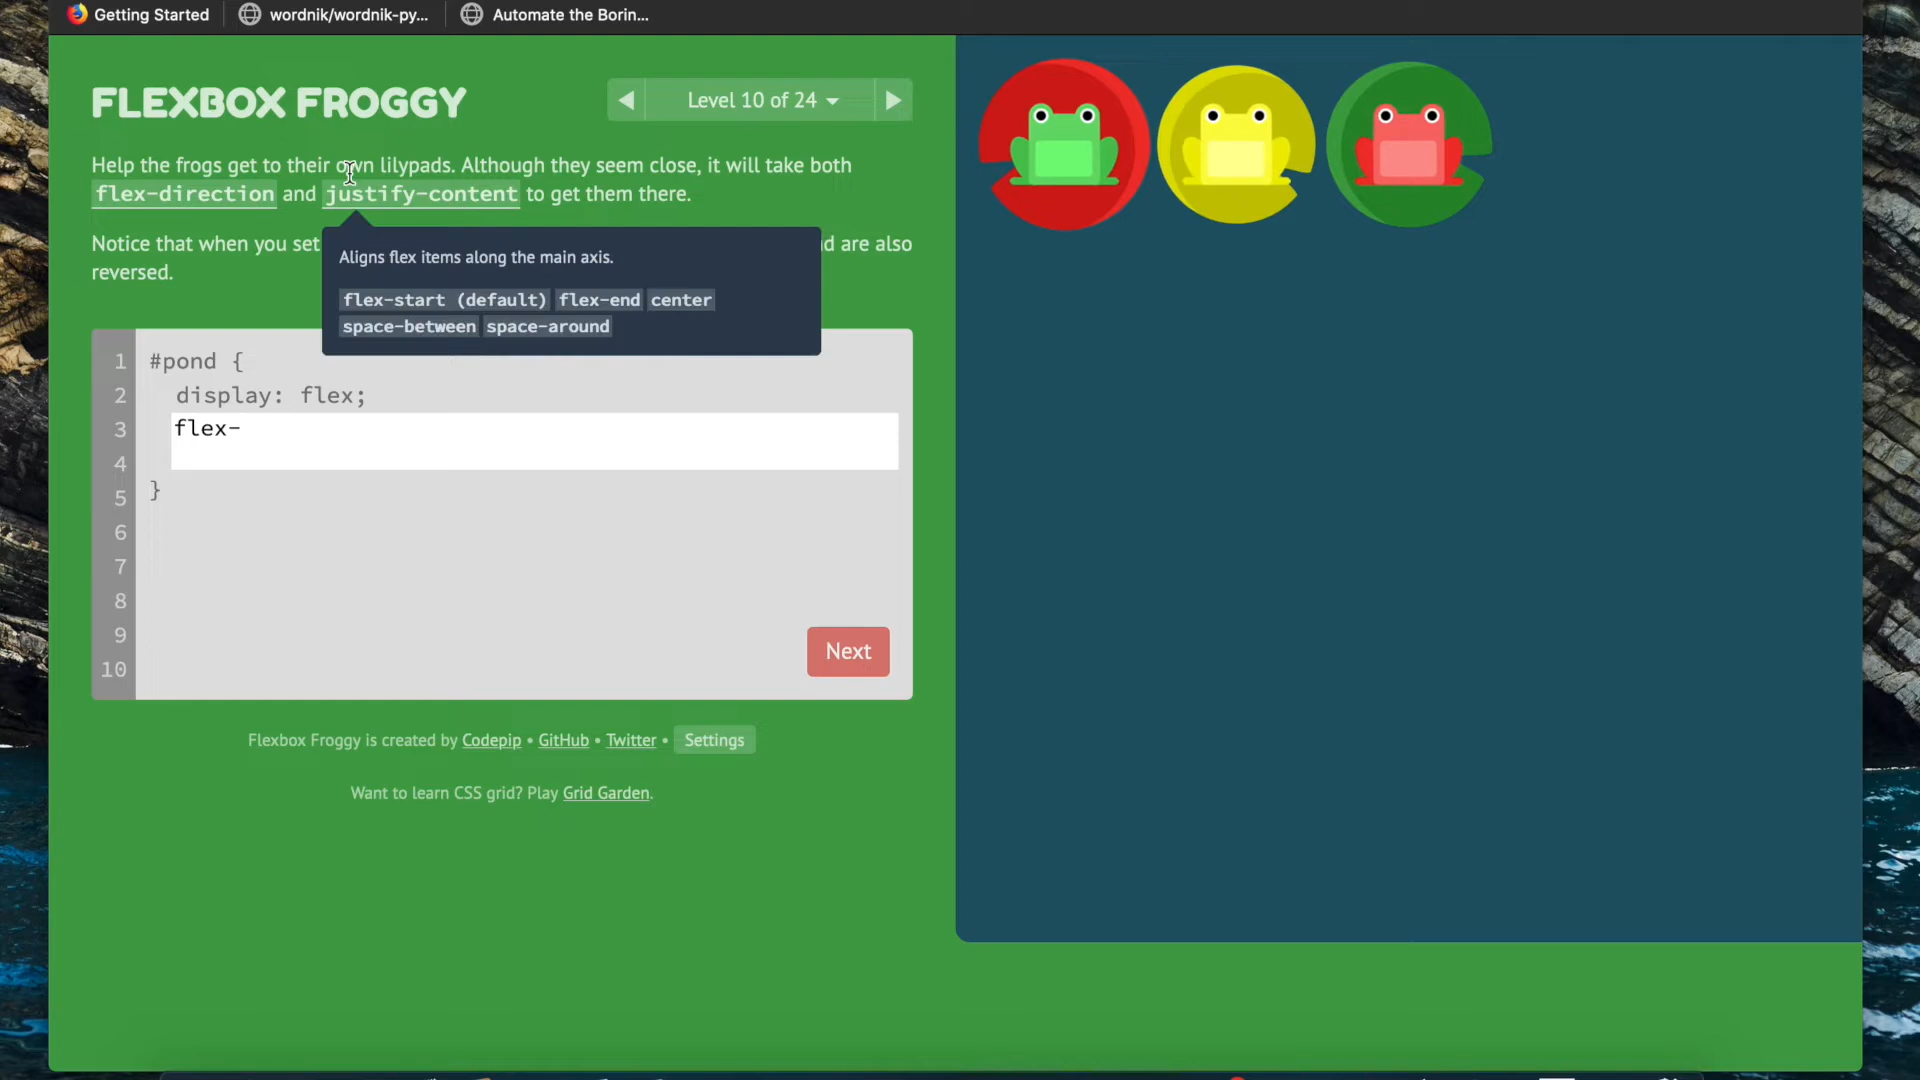 Getting Started
wordnik/wordnik-py...
Automate the Borin...
FLEXBOX FROGGY
Level 10 of 24
Help the frogs get to their own lilypads. Although they seem close, it will take both
flex-direction and justify-content to get them there.
Notice that when you set
d are also
reversed.
Aligns flex items along the main axis.
flex-start (default) flex-end center
space-between space-around
1 #pond {
2 display: flex;
3 flex-
4
5 }
6
7
8
9
10
Next
Flexbox Froggy is created by Codepip • GitHub • Twitter • Settings
Want to learn CSS grid? Play Grid Garden.